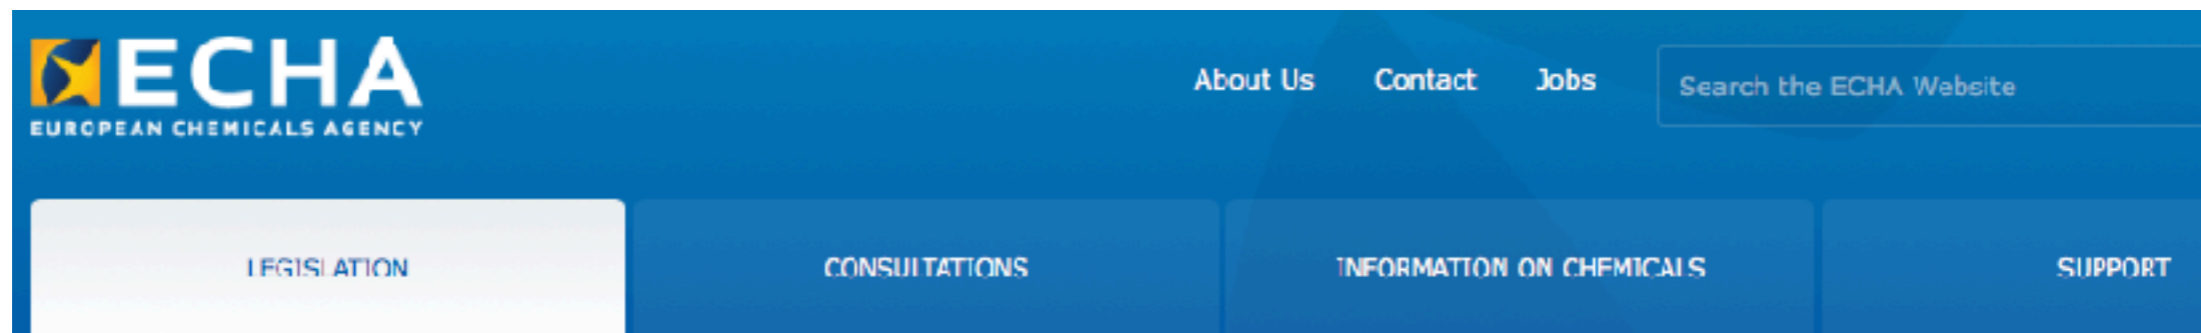 ECHA
EUROPEAN CHEMICALS AGENCY
About Us Contact Jobs Search the ECHA Website
LEGISLATION CONSULTATIONS INFORMATION ON CHEMICALS SUPPORT